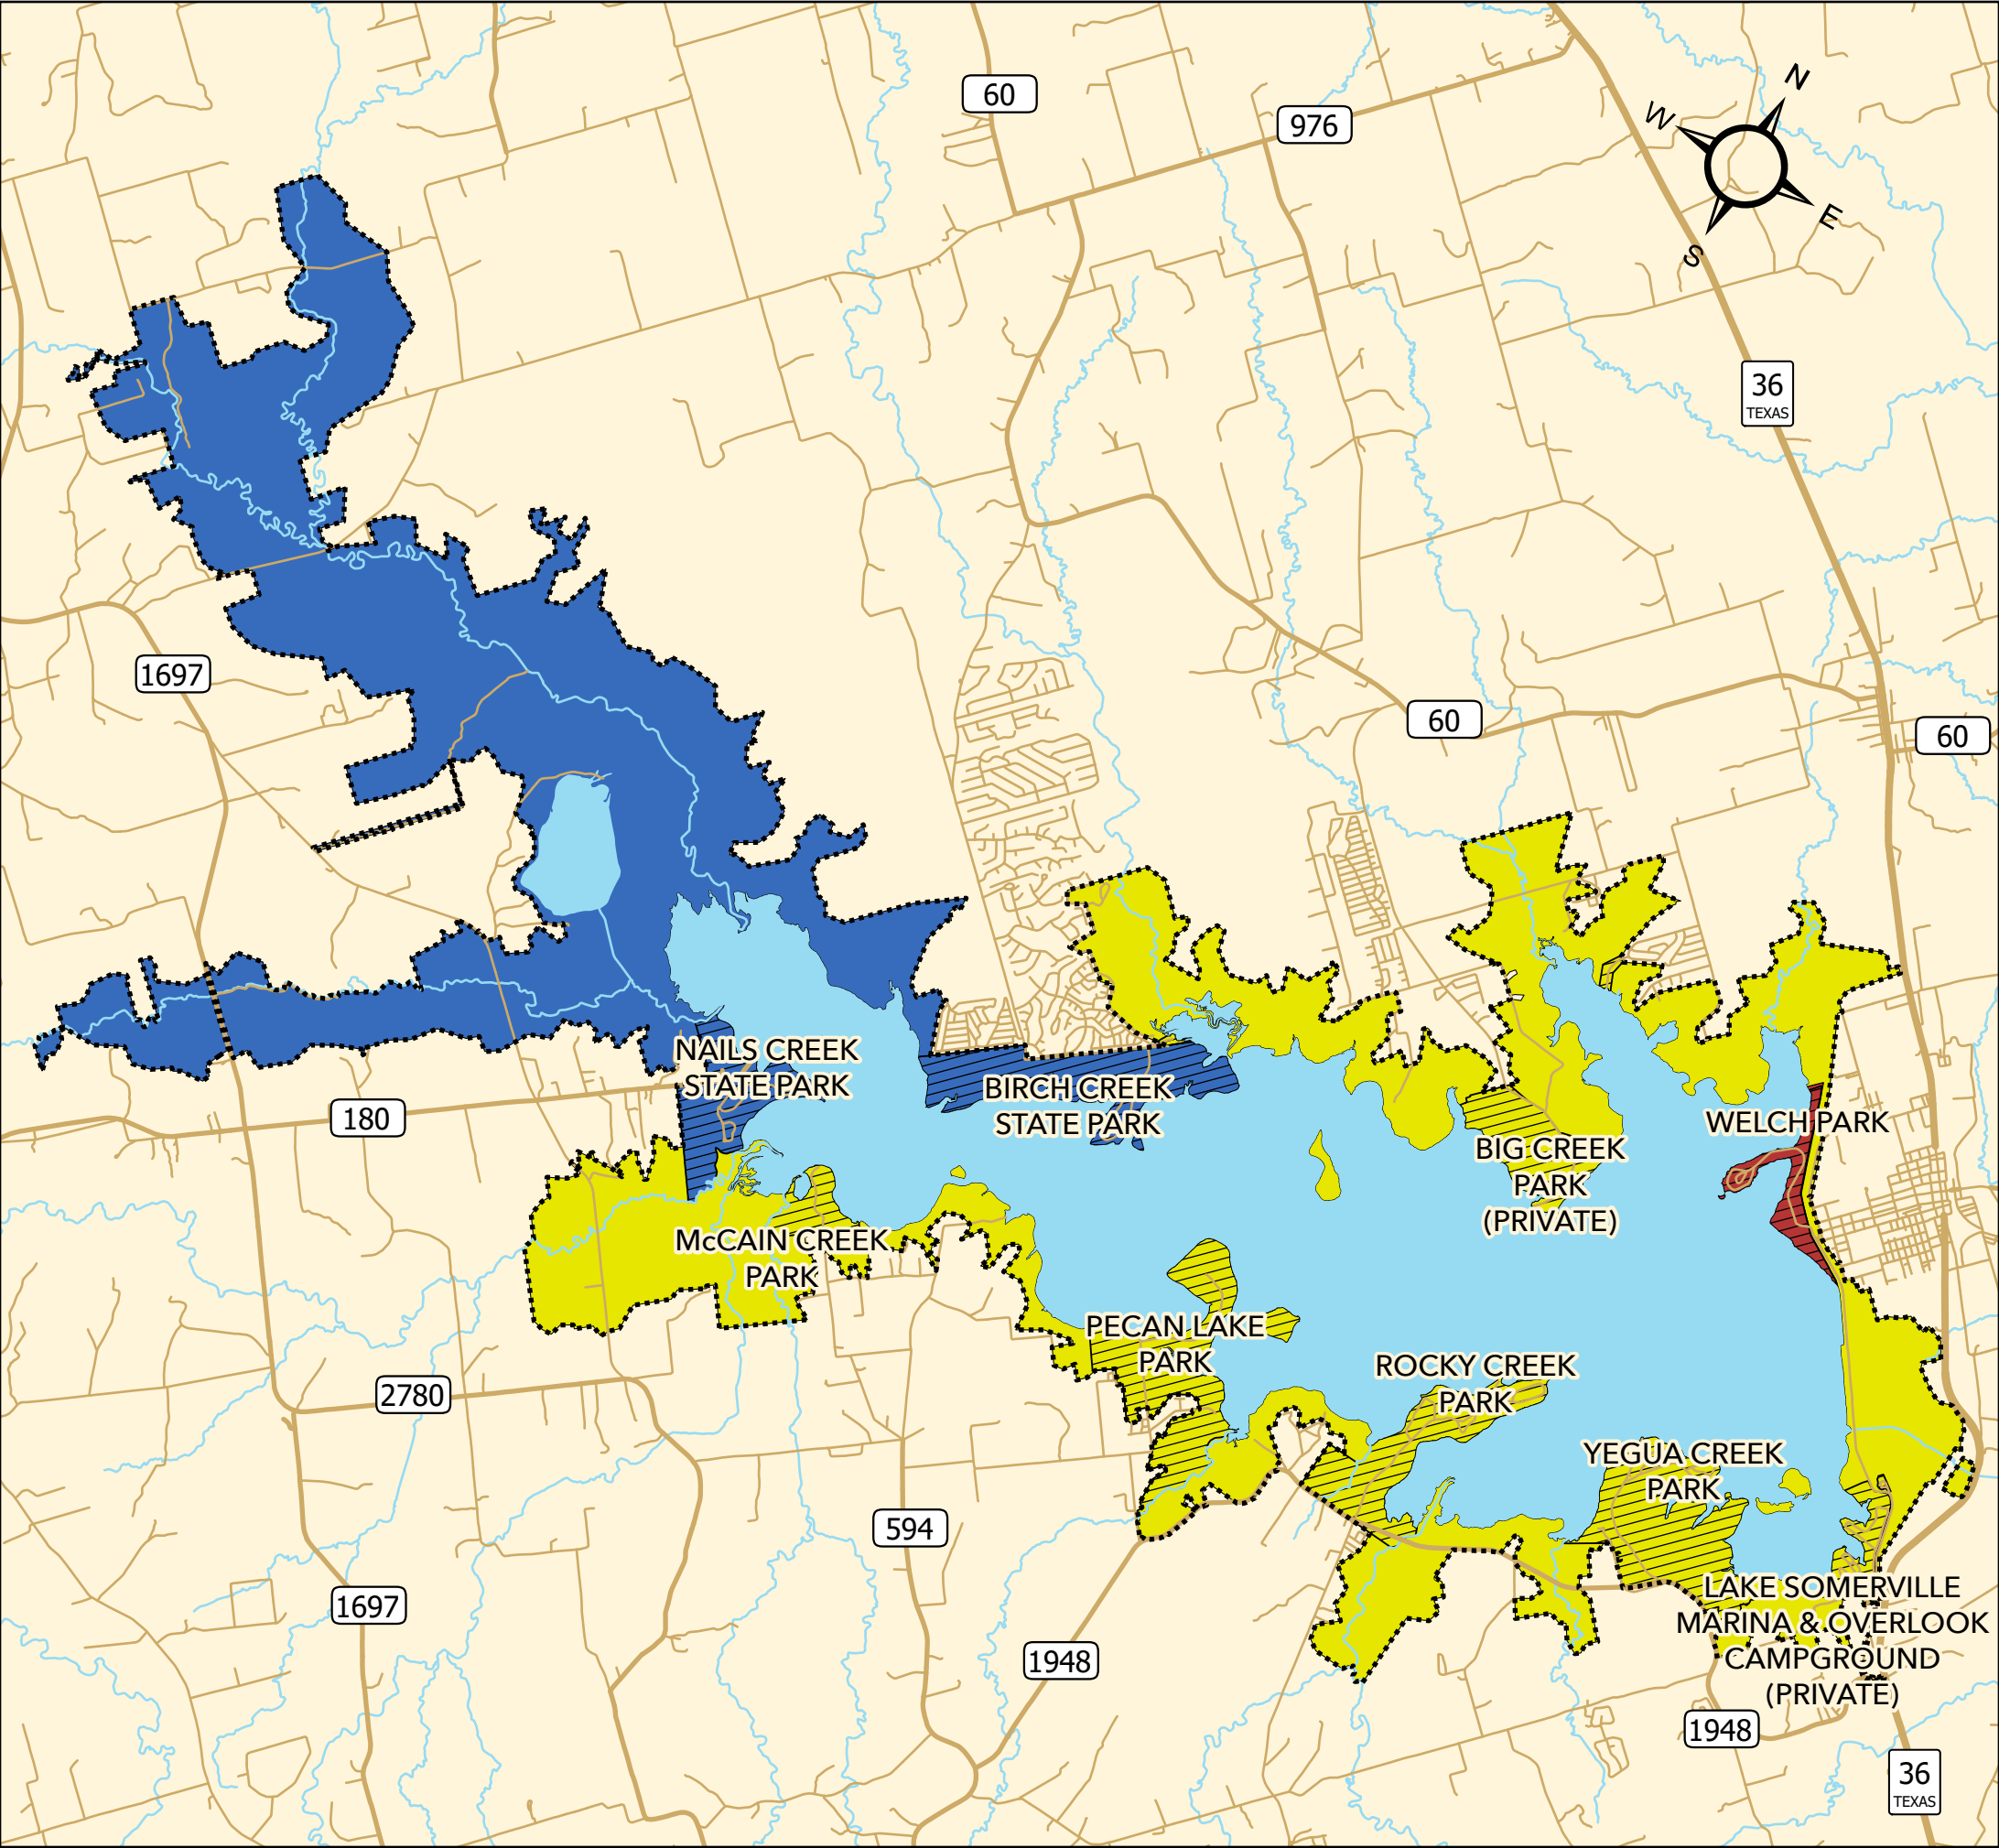 N
W
E
S
60
976
36
TEXAS
1697
60
60
NAILS CREEK
STATE PARK
BIRCH CREEK
STATE PARK
180
WELCH PARK
BIG CREEK
PARK
(PRIVATE)
McCAIN CREEK
PARK
PECAN LAKE
PARK
ROCKY CREEK
PARK
2780
YEGUA CREEK
PARK
594
1697
LAKE SOMERVILLE
MARINA & OVERLOOK
CAMPGROUND
(PRIVATE)
1948
1948
36
TEXAS